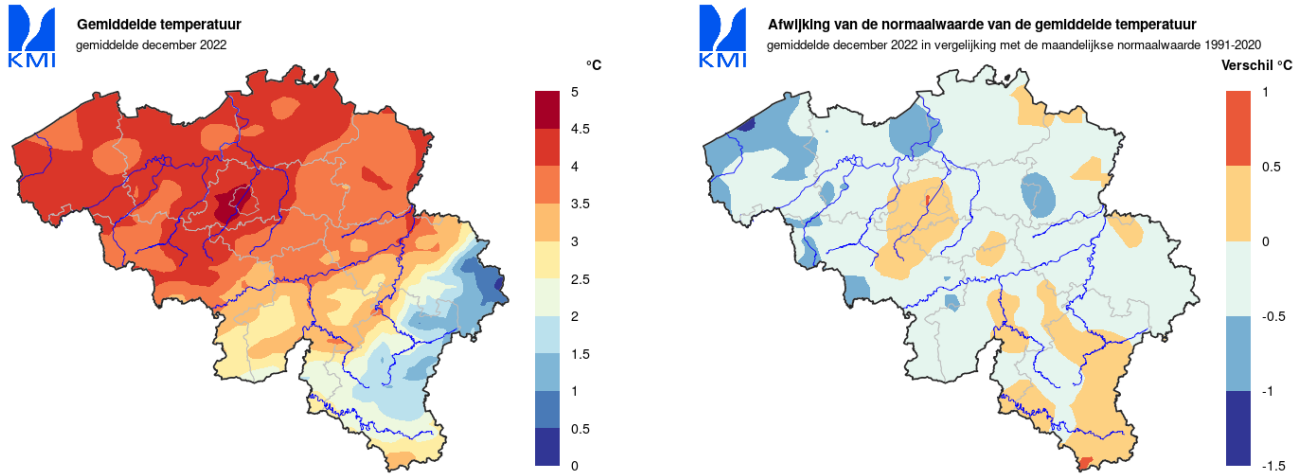 KMI
Gemiddelde temperatuur
gemiddelde december 2022
°C
5
4.5
4
3.5
3
2.5
2
1.5
1
0.5
0
KMI
Afwijking van de normaalwaarde van de gemiddelde temperatuur
gemiddelde december 2022 in vergelijking met de maandelijkse normaalwaarde 1991-2020
Verschil °C
1
0.5
0
-0.5
-1
-1.5